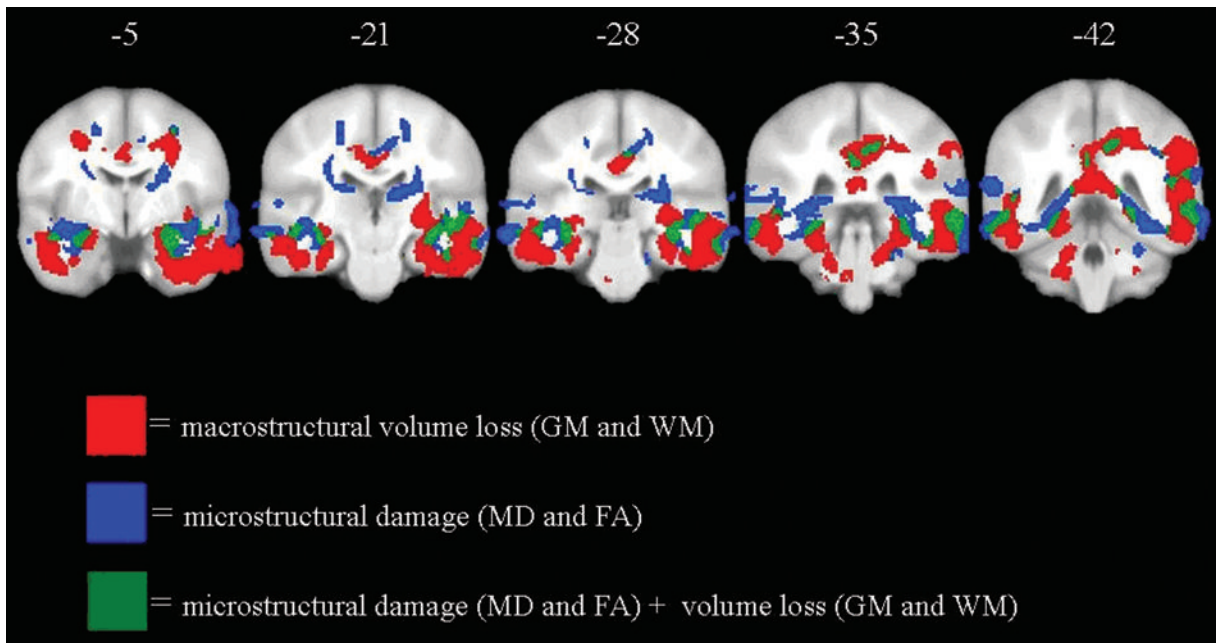 -5 -21 -28 -35 -42
= macrostructural volume loss (GM and WM)
= microstructural damage (MD and FA)
= microstructural damage (MD and FA) + volume loss (GM and WM)